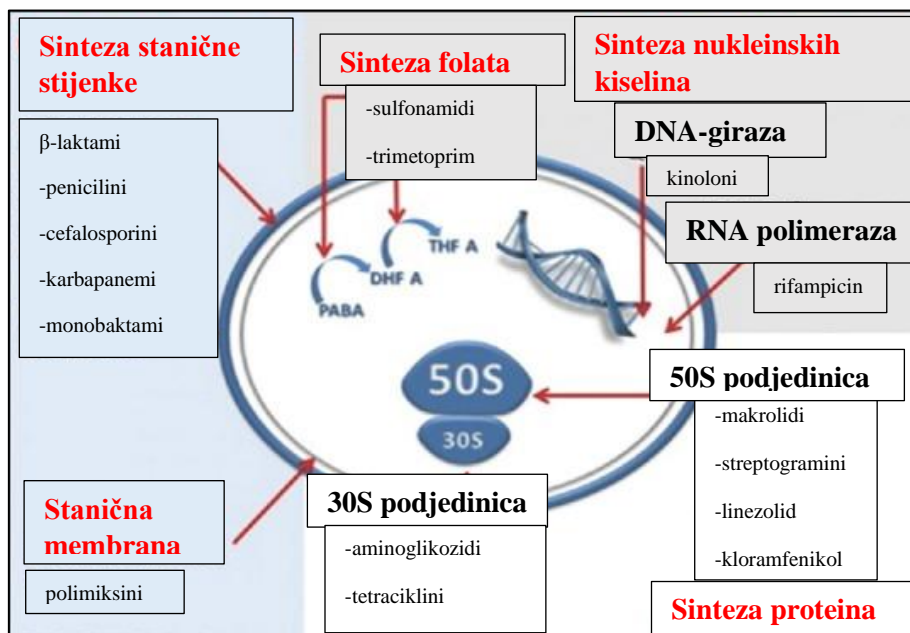 Sinteza stanične
stijenke
β-laktami
-penicilini
-cefalosporini
-karbapanemi
-monobaktami
Sinteza folata
-sulfonamidi
-trimetoprim
Sinteza nukleinskih
kiselina
DNA-giraza
kinoloni
RNA polimeraza
rifampicin
THF A
DHF A
PABA
50S
30S
50S podjedinica
-makrolidi
-streptogramini
-linezolid
-kloramfenikol
Sinteza proteina
30S podjedinica
-aminoglikozidi
-tetraciklini
Stanična
membrana
polimiksini